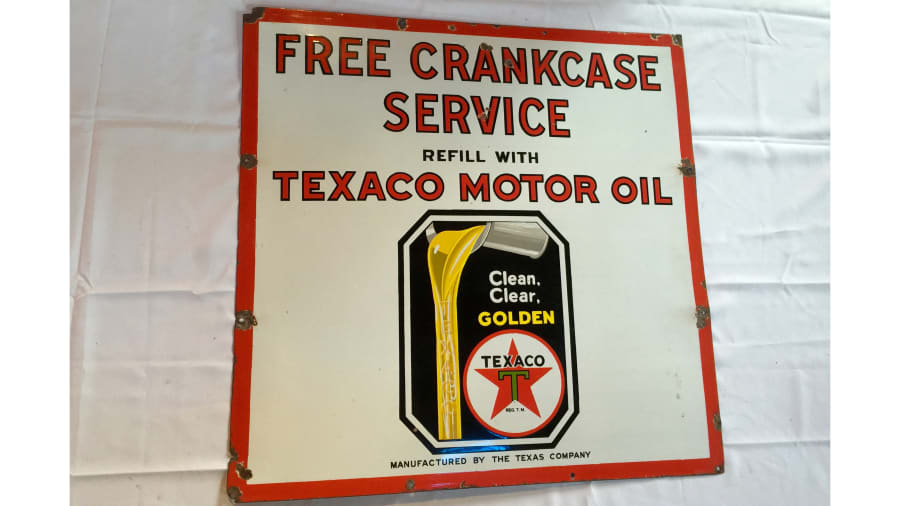 FREE CRANKCASE
SERVICE
REFILL WITH
TEXACO MOTOR OIL
Clean,
Clear,
GOLDEN
TEXACO
T
REG. T. M.
MANUFACTURED BY THE TEXAS COMPANY